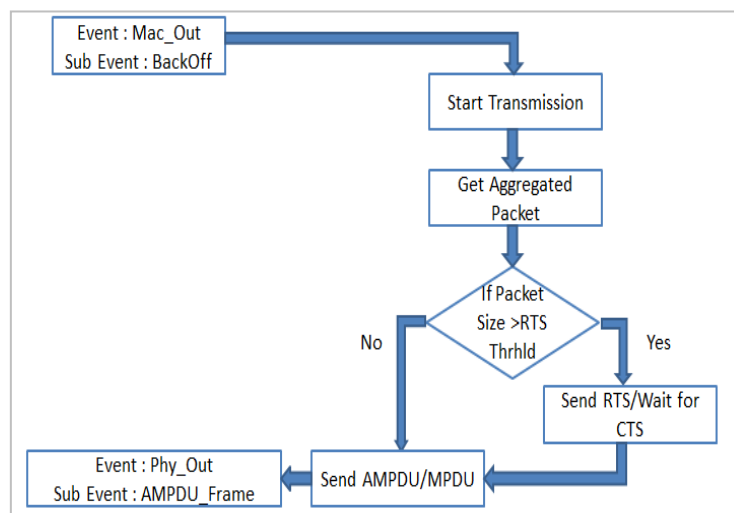 Event : Mac_Out
Sub Event : BackOff
Start Transmission
Get Aggregated
Packet
If Packet
Size >RTS
Thrhld
No
Yes
Send RTS/Wait for
CTS
Send AMPDU/MPDU
Event : Phy_Out
Sub Event : AMPDU_Frame